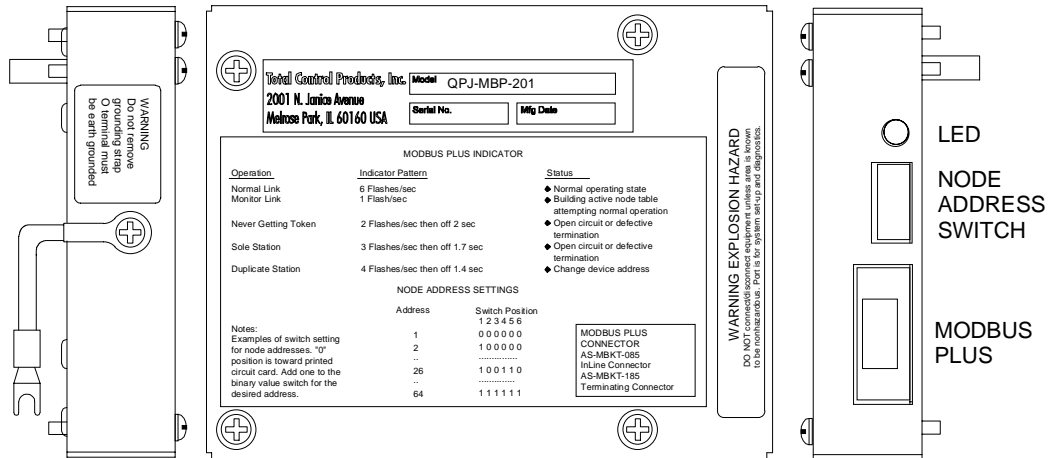 WARNING
Do not remove
grounding strap
O terminal must
be earth grounded
Total Control Products, Inc.
2001 N. Janice Avenue
Melrose Park, IL 60160 USA
Model QPJ-MBP-201
Serial No. Mfg Date
MODBUS PLUS INDICATOR
Operation Indicator Pattern Status
Normal Link 6 Flashes/sec ◆ Normal operating state
Monitor Link 1 Flash/sec ◆ Building active node table
attempting normal operation
Never Getting Token 2 Flashes/sec then off 2 sec ◆ Open circuit or defective
termination
Sole Station 3 Flashes/sec then off 1.7 sec ◆ Open circuit or defective
termination
Duplicate Station 4 Flashes/sec then off 1.4 sec ◆ Change device address
NODE ADDRESS SETTINGS
Address Switch Position
1 2 3 4 5 6
1 0 0 0 0 0 0
2 1 0 0 0 0 0
.. ...............
26 1 0 0 1 1 0
.. ...............
64 1 1 1 1 1 1
Notes:
Examples of switch setting
for node addresses. "0"
position is toward printed
circuit card. Add one to the
binary value switch for the
desired address.
MODBUS PLUS
CONNECTOR
AS-MBKT-085
InLine Connector
AS-MBKT-185
Terminating Connector
WARNING EXPLOSION HAZARD
DO NOT connect/disconnect equipment unless area is known
to be nonhazardous. Port is for system set-up and diagnostics.
LED
NODE
ADDRESS
SWITCH
MODBUS
PLUS